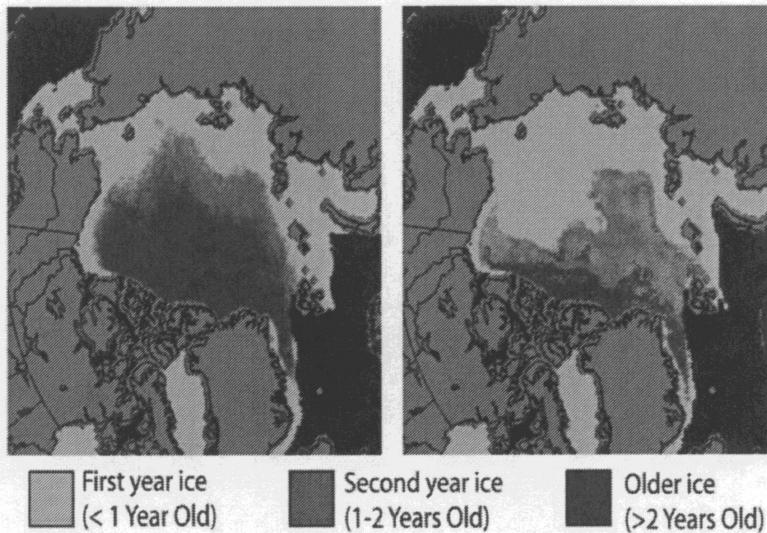 First year ice
(< 1 Year Old)
Second year ice
(1-2 Years Old)
Older ice
(>2 Years Old)